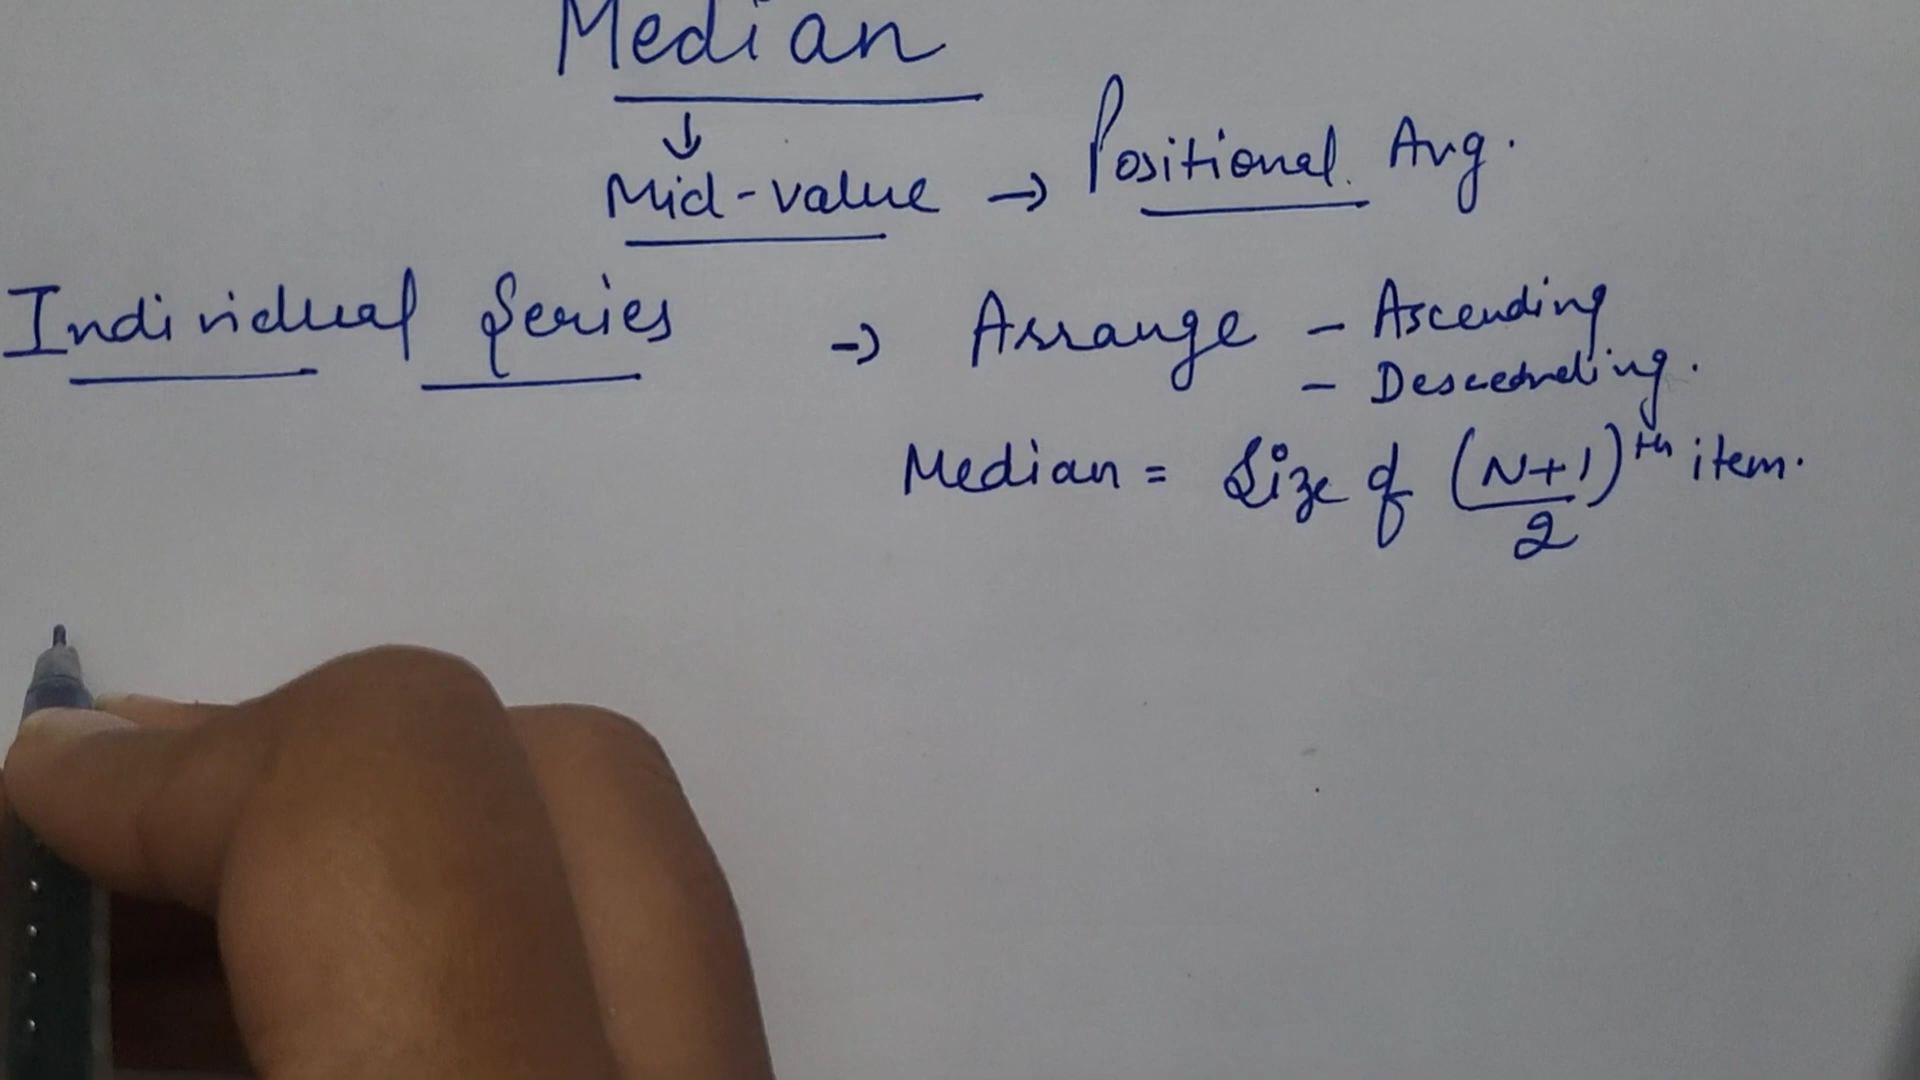 Median
↓
Mid-value → Positional Avg.
Individual Series → Arrange - Ascending
- Descending.
Median = Size of (N+1)/2 th item.